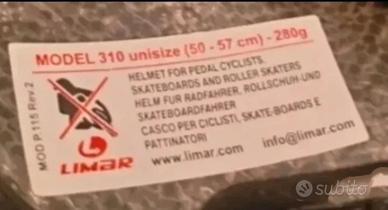 MODEL 310 unisize (50 - 57 cm) - 280g
HELMET FOR PEDAL CYCLISTS,
SKATEBOARDS AND ROLLER SKATERS
HELM FUR RADFAHRER, ROLLSCHUH-UND
SKATEBOARDFAHRER
CASCO PER CICLISTI, SKATE-BOARDS E
PATTINATORI
www.limar.com info@limar.com
MOD P.115 Rev.2
LIMAR
subito